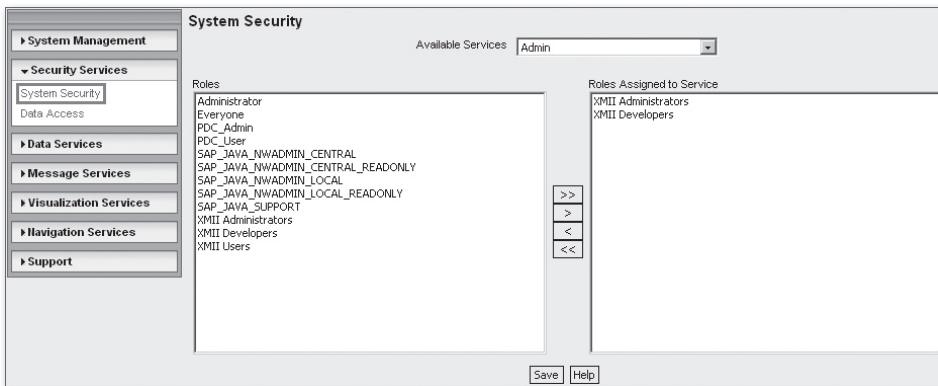 System Security
Available Services Admin
System Management
Security Services
System Security
Data Access
Data Services
Message Services
Visualization Services
Navigation Services
Support
Roles
Administrator
Everyone
PDC_Admin
PDC_User
SAP_JAVA_NWADMIN_CENTRAL
SAP_JAVA_NWADMIN_CENTRAL_READONLY
SAP_JAVA_NWADMIN_LOCAL
SAP_JAVA_NWADMIN_LOCAL_READONLY
SAP_JAVA_SUPPORT
XMII Administrators
XMII Developers
XMII Users
>>
>
<
<<
Roles Assigned to Service
XMII Administrators
XMII Developers
Save Help